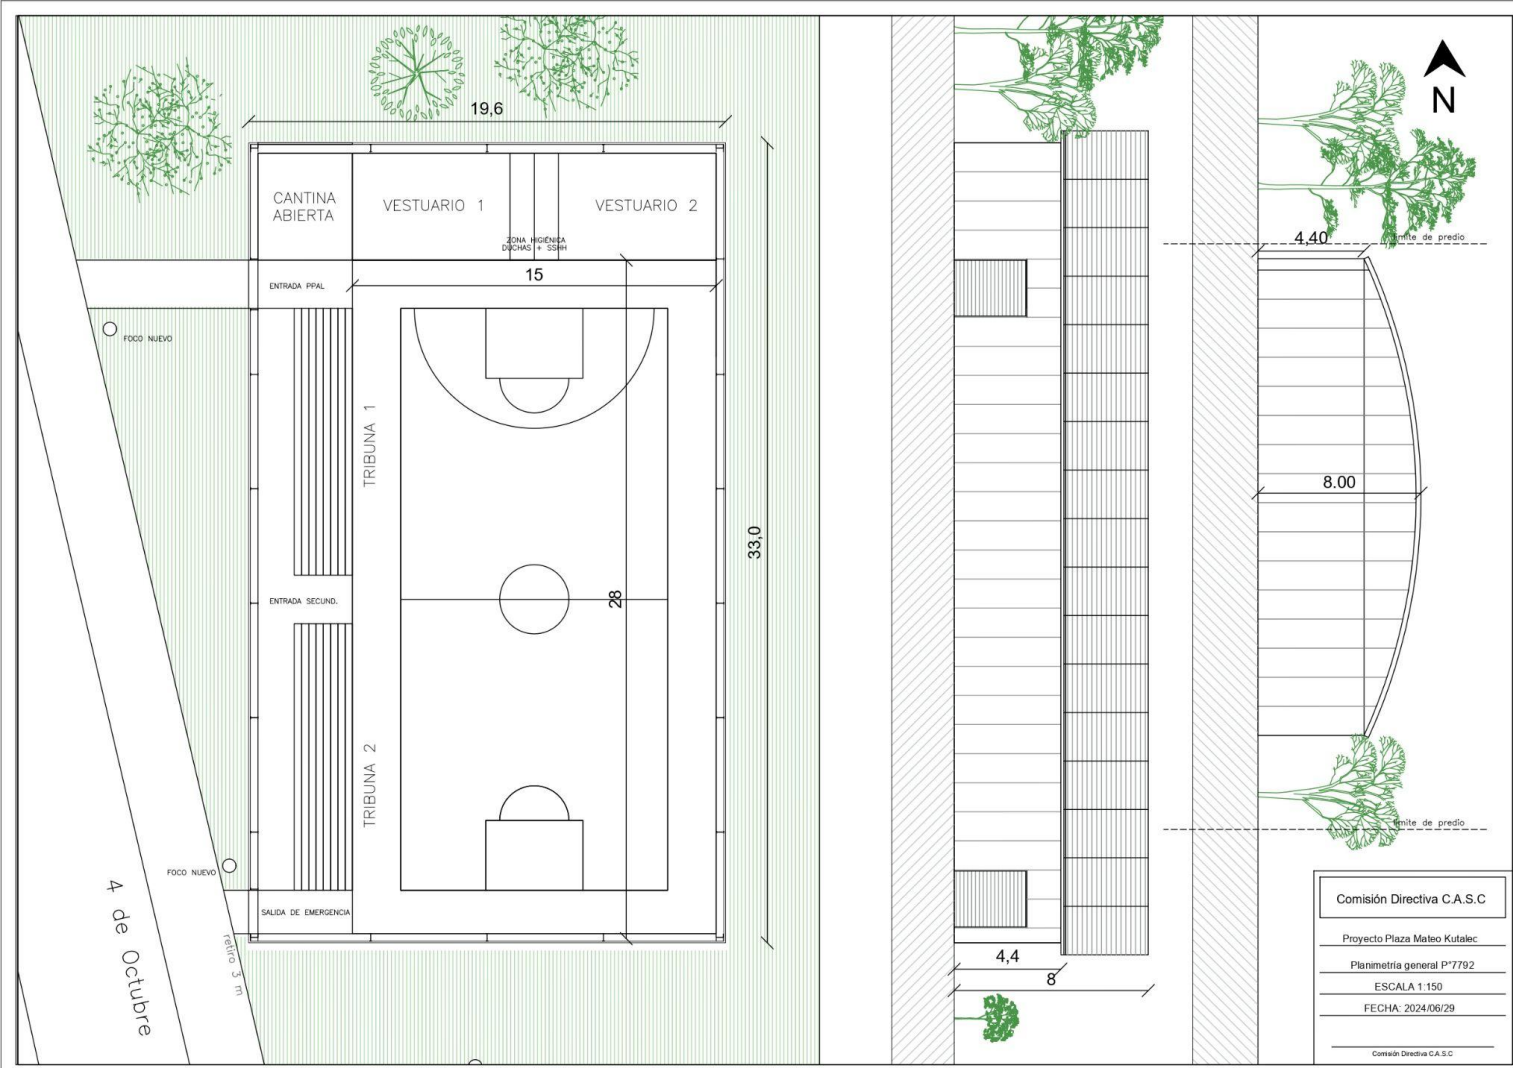 N
19,6
CANTINA
ABIERTA
VESTUARIO 1
VESTUARIO 2
ZONA HIGIÉNICA
DUCHAS + SSHH
15
ENTRADA PPAL
FOCO NUEVO
TRIBUNA 1
33,0
28
ENTRADA SECUND.
TRIBUNA 2
FOCO NUEVO
SALIDA DE EMERGENCIA
4 de Octubre
retiro 3 m
4,4
8
límite de predio
4,40
8.00
límite de predio
Comisión Directiva C.A.S.C
Proyecto Plaza Mateo Kutalec
Planimetría general P°7792
ESCALA 1:150
FECHA: 2024/06/29
Comisión Directiva C.A.S.C